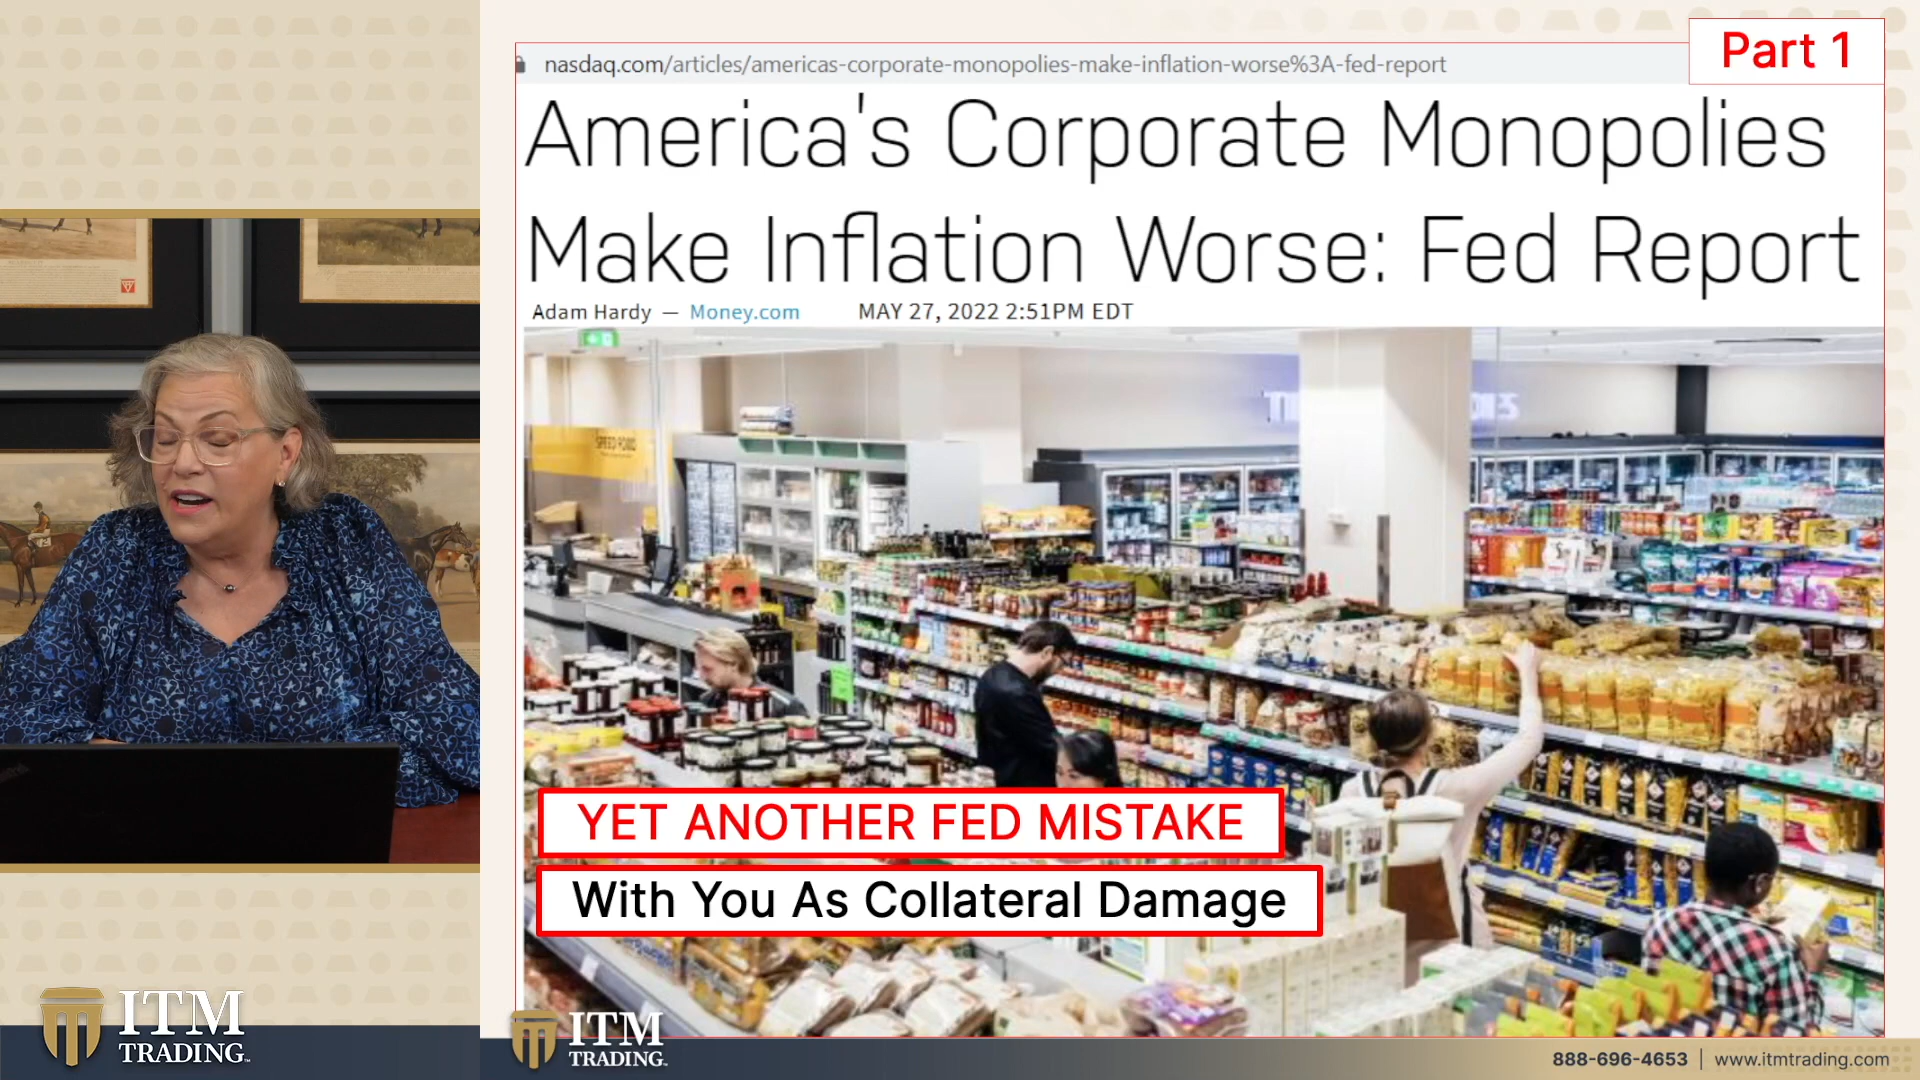 Part 1
nasdaq.com/articles/americas-corporate-monopolies-make-inflation-worse%3A-fed-report
America's Corporate Monopolies
Make Inflation Worse: Fed Report
Adam Hardy — Money.com MAY 27, 2022 2:51PM EDT
YET ANOTHER FED MISTAKE
With You As Collateral Damage
ITM
TRADING
ITM
TRADING
888-696-4653 | www.itmtrading.com